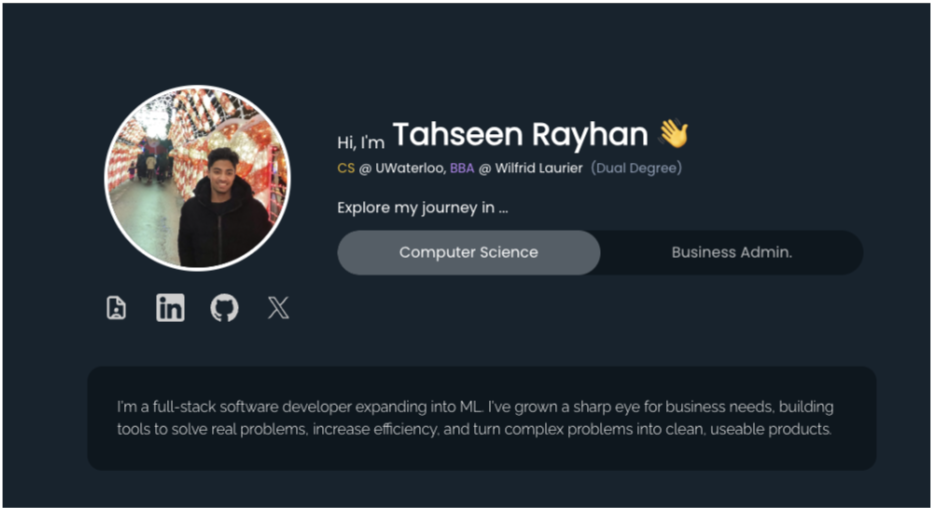 Hi, I'm Tahseen Rayhan 👋
CS @ UWaterloo, BBA @ Wilfrid Laurier (Dual Degree)
Explore my journey in ...
Computer Science Business Admin.
in X
I'm a full-stack software developer expanding into ML. I've grown a sharp eye for business needs, building
tools to solve real problems, increase efficiency, and turn complex problems into clean, useable products.